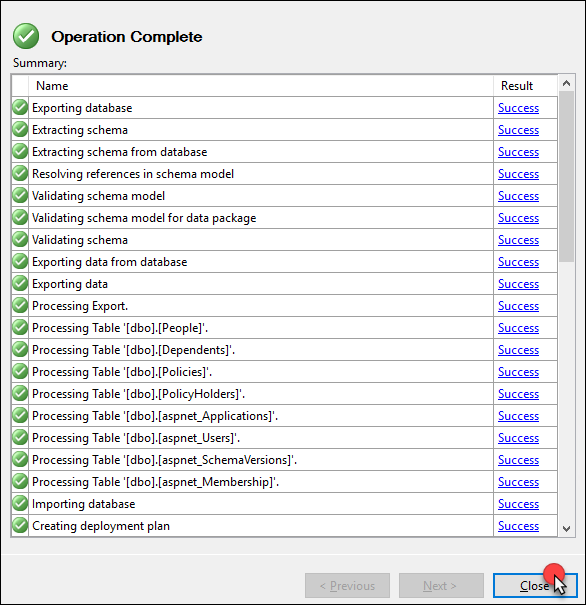 Operation Complete
Summary:
Name Result
Exporting database Success
Extracting schema Success
Extracting schema from database Success
Resolving references in schema model Success
Validating schema model Success
Validating schema model for data package Success
Validating schema Success
Exporting data from database Success
Exporting data Success
Processing Export. Success
Processing Table '[dbo].[People]'. Success
Processing Table '[dbo].[Dependents]'. Success
Processing Table '[dbo].[Policies]'. Success
Processing Table '[dbo].[PolicyHolders]'. Success
Processing Table '[dbo].[aspnet_Applications]'. Success
Processing Table '[dbo].[aspnet_Users]'. Success
Processing Table '[dbo].[aspnet_SchemaVersions]'. Success
Processing Table '[dbo].[aspnet_Membership]'. Success
Importing database Success
Creating deployment plan Success
< Previous Next > Close